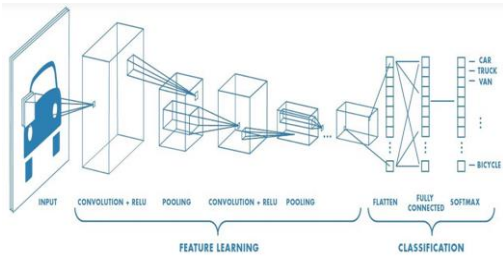 CAR
TRUCK
VAN
BICYCLE
INPUT CONVOLUTION + RELU POOLING CONVOLUTION + RELU POOLING FLATTEN FULLY CONNECTED SOFTMAX
FEATURE LEARNING CLASSIFICATION